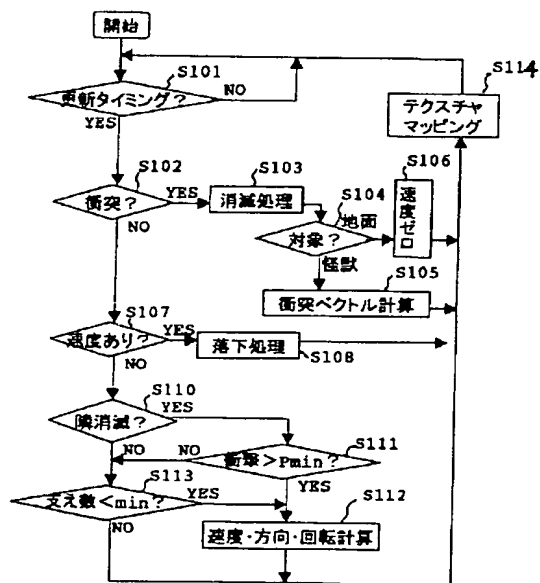 開始
S101
更新タイミング?
NO
YES
S114
テクスチャ
マッピング
S102
衝突?
YES
NO
S103
消滅処理
S104
対象?
地面
怪獣
S106
速度ゼロ
S105
衝突ベクトル計算
S107
速度あり?
YES
NO
落下処理
S108
S110
隣消滅?
YES
NO
S111
衝撃>Pmin?
NO
YES
S113
支え数<min?
YES
NO
S112
速度・方向・回転計算